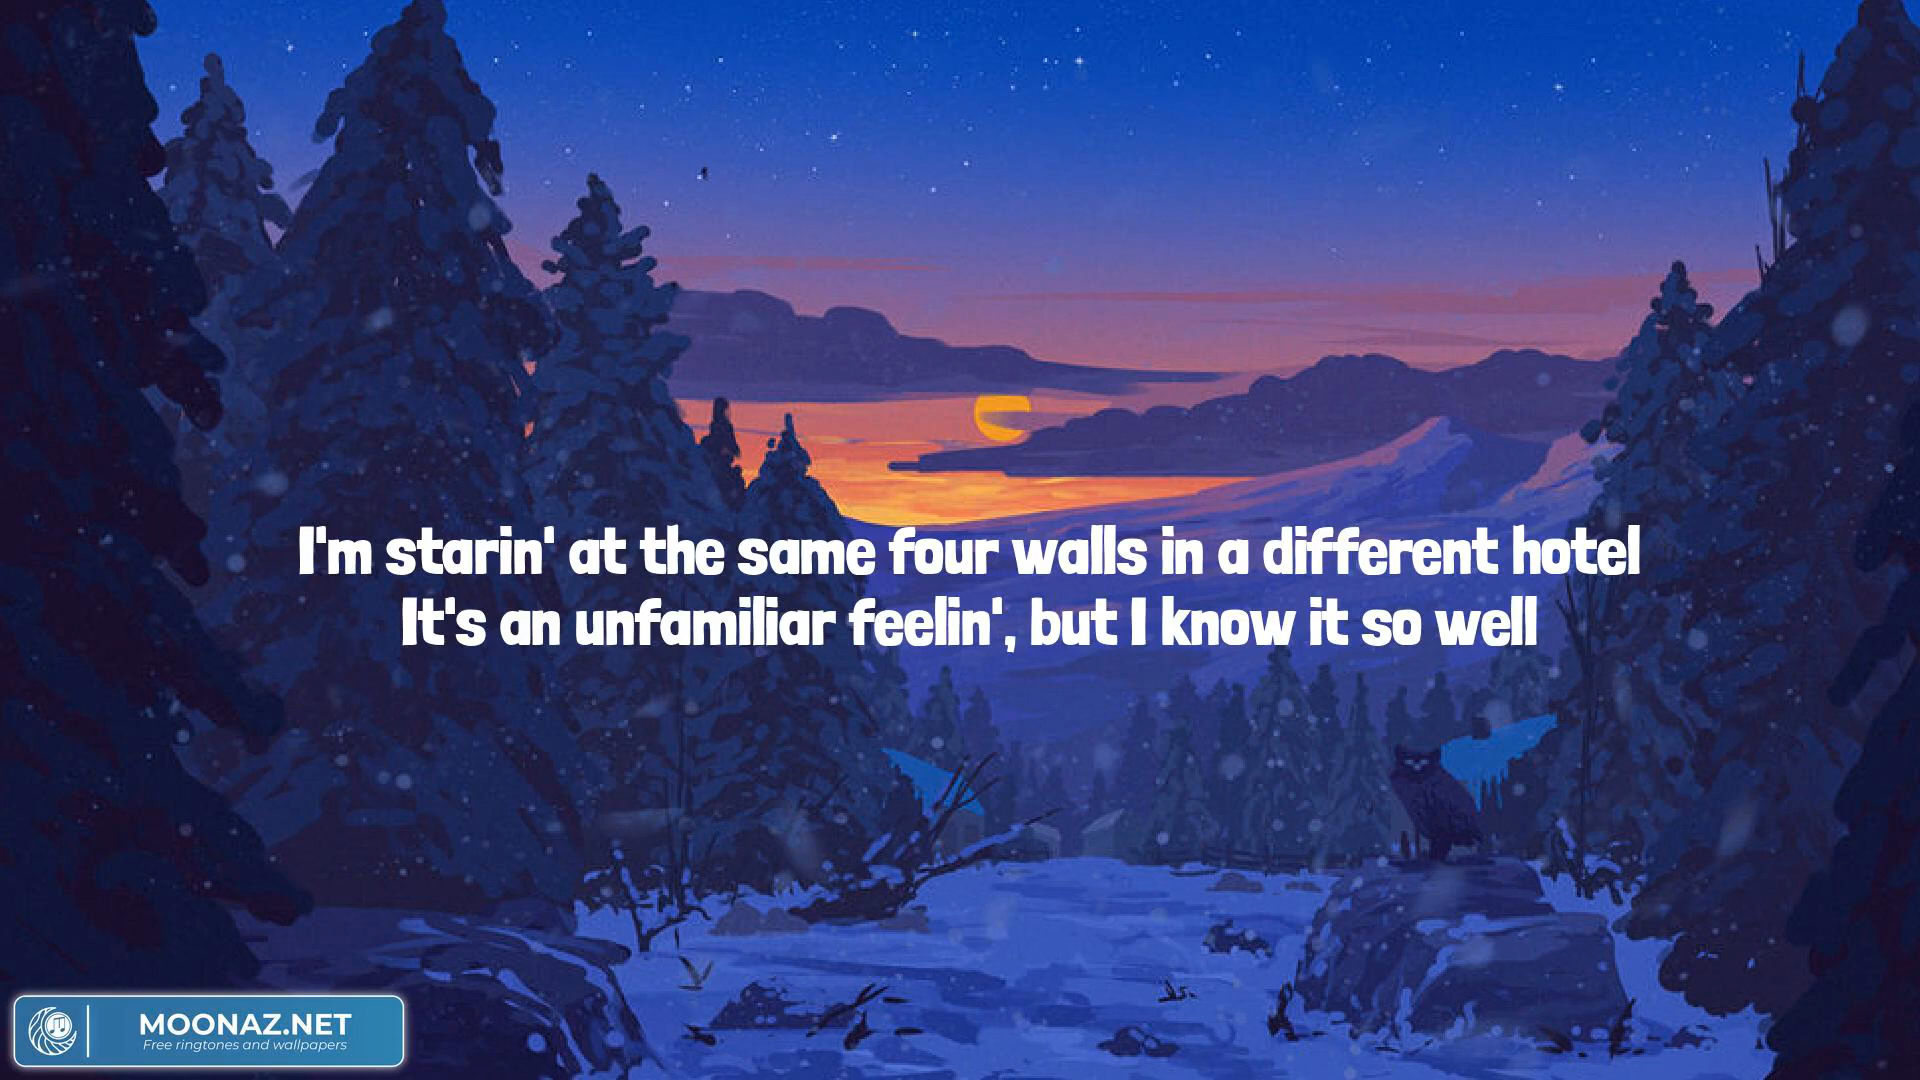 I'm starin' at the same four walls in a different hotel
It's an unfamiliar feelin', but I know it so well
MOONAZ.NET
Free ringtones and wallpapers